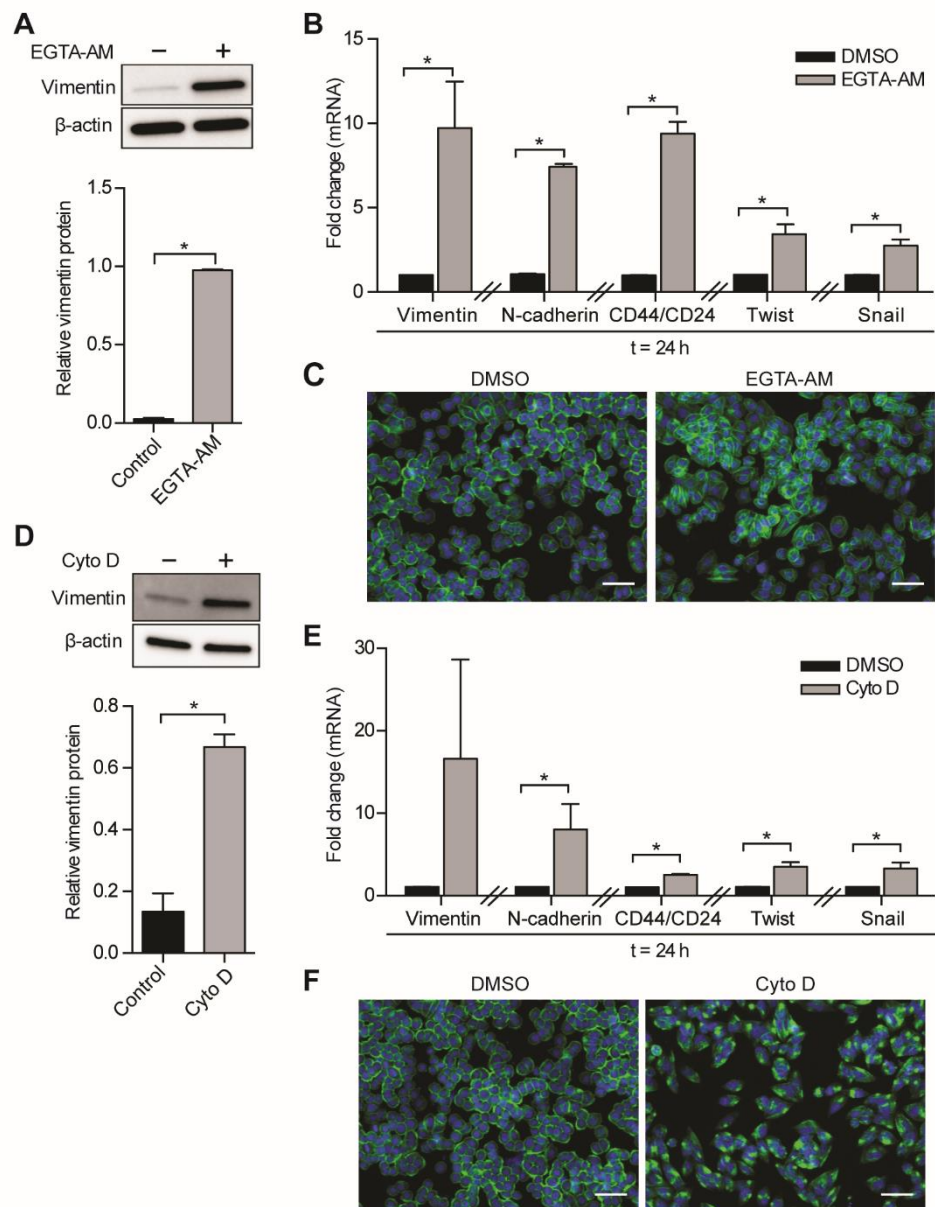 A
EGTA-AM − +
Vimentin
β-actin
Relative vimentin protein
1.0
0.5
0.0
Control
EGTA-AM
*
B
Fold change (mRNA)
15
10
5
0
DMSO
EGTA-AM
* * * * *
Vimentin N-cadherin CD44/CD24 Twist Snail
t = 24 h
C
DMSO EGTA-AM
D
Cyto D − +
Vimentin
β-actin
Relative vimentin protein
0.8
0.6
0.4
0.2
0.0
Control
Cyto D
*
E
Fold change (mRNA)
30
20
10
0
DMSO
Cyto D
* * * *
Vimentin N-cadherin CD44/CD24 Twist Snail
t = 24 h
F
DMSO Cyto D